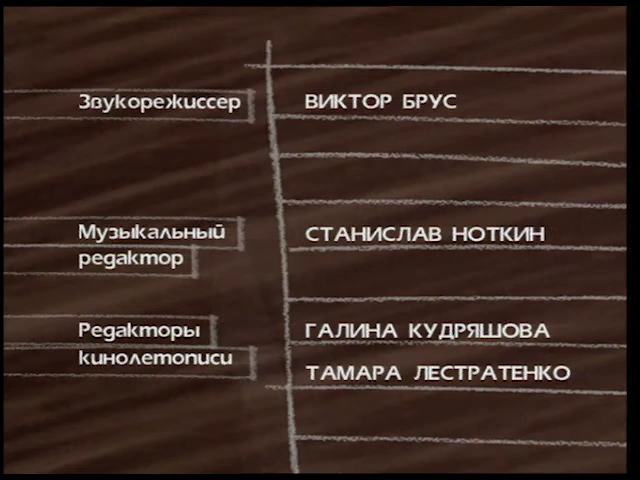 Звукорежиссер
ВИКТОР БРУС
Музыкальный
редактор
СТАНИСЛАВ НОТКИН
Редакторы
кинолетописи
ГАЛИНА КУДРЯШОВА
ТАМАРА ЛЕСТРАТЕНКО